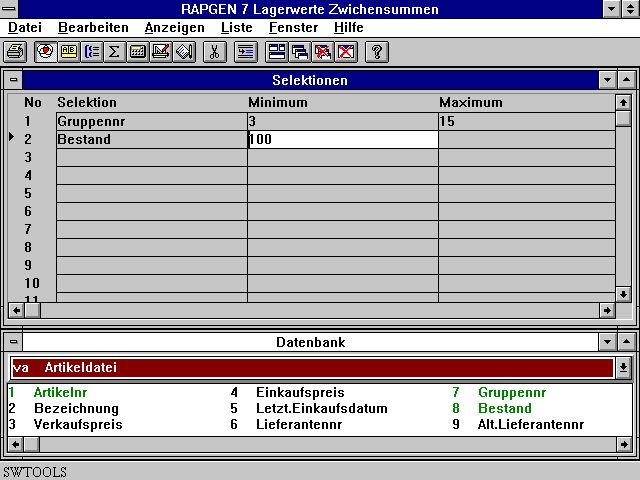 RAPGEN 7 Lagerwerte Zwichensummen
Datei Bearbeiten Anzeigen Liste Fenster Hilfe
Selektionen
No Selektion Minimum Maximum
1 Gruppennr 3 15
2 Bestand 100
3
4
5
6
7
8
9
10
11
Datenbank
va Artikeldatei
1 Artikelnr 4 Einkaufspreis 7 Gruppennr
2 Bezeichnung 5 Letzt.Einkaufsdatum 8 Bestand
3 Verkaufspreis 6 Lieferantennr 9 Alt.Lieferantennr
SWTOOLS